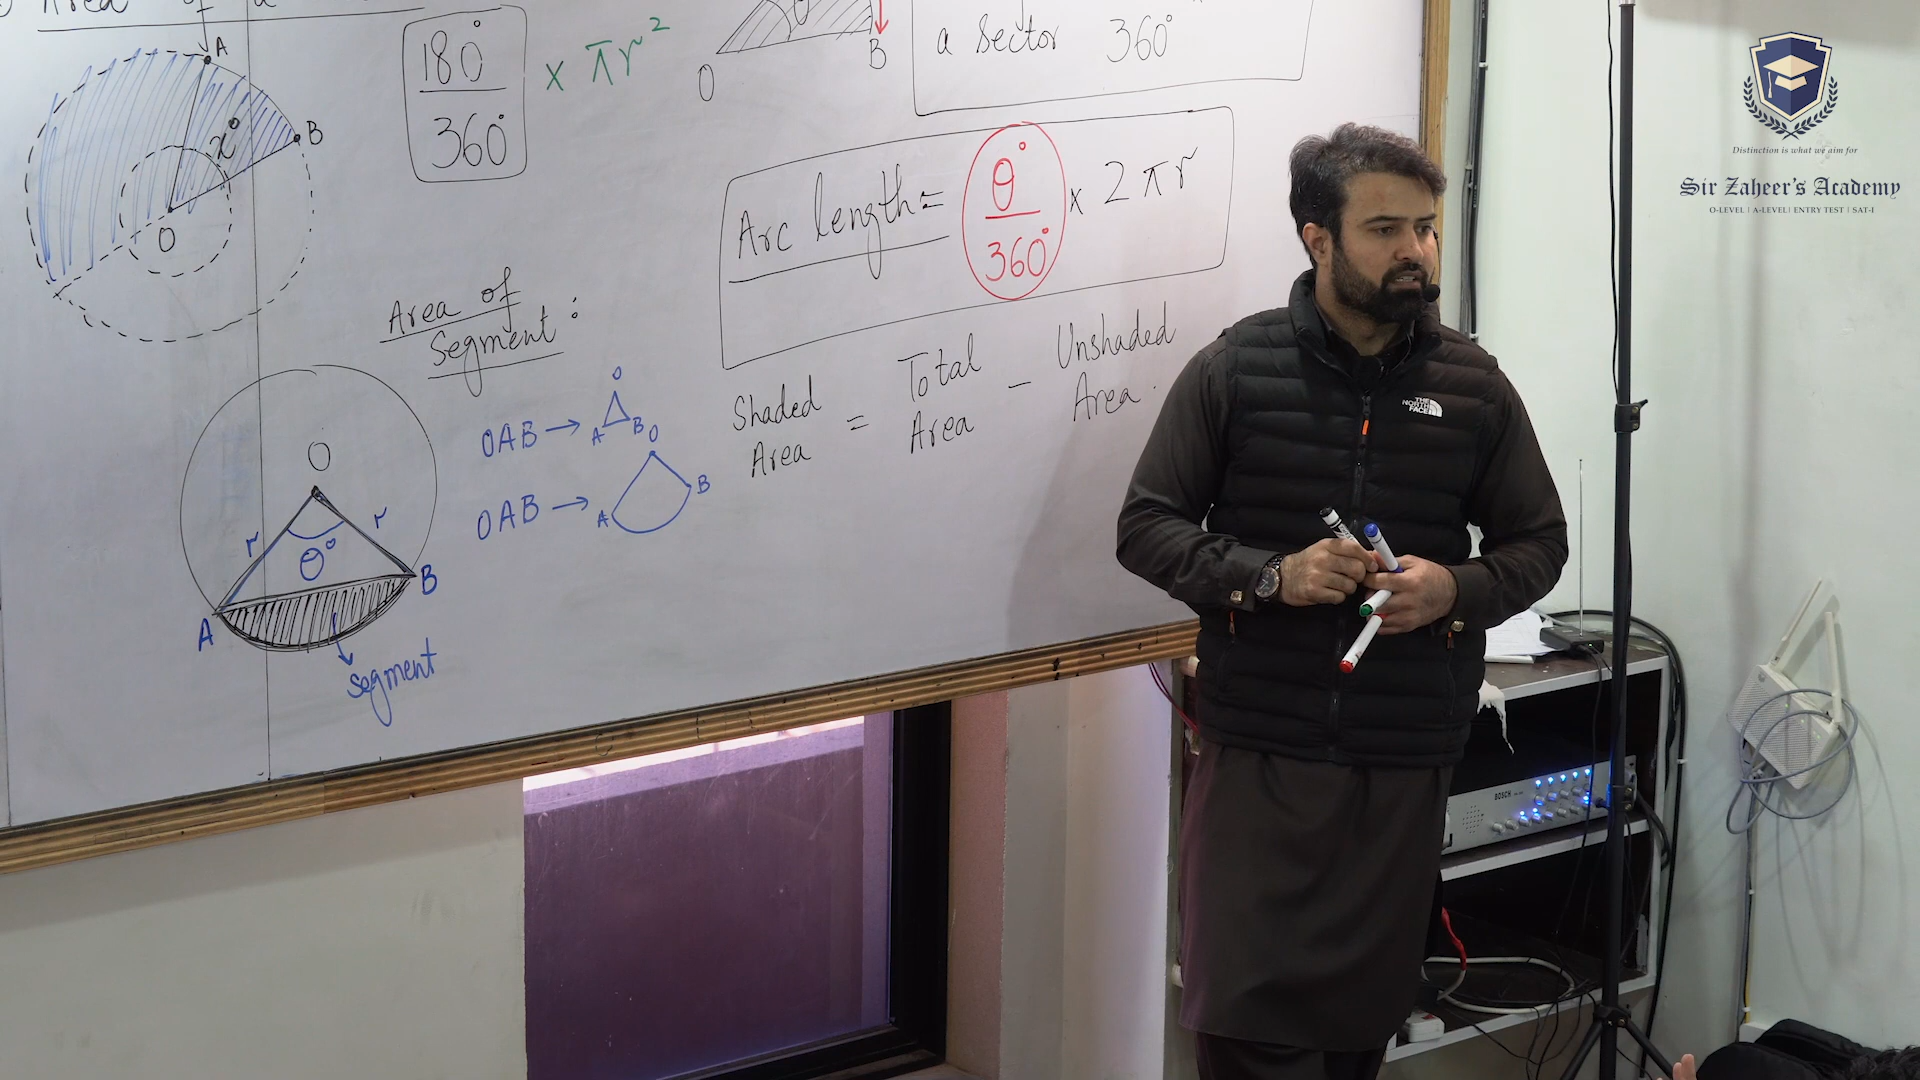 Area of a
180°
360°
x πr²
A
x°
B
O
O
θ
B
a sector 360°
Arc length = θ°/360° x 2πr
Area of
Segment :
Shaded Area = Total Area - Unshaded Area.
OAB → O A B
OAB → O A B
O
r
r
θ°
A
B
segment
THE NORTH FACE
BOSCH
Distinction is what we aim for
Sir Zaheer's Academy
O-LEVEL | A-LEVEL | ENTRY TEST | SAT-I